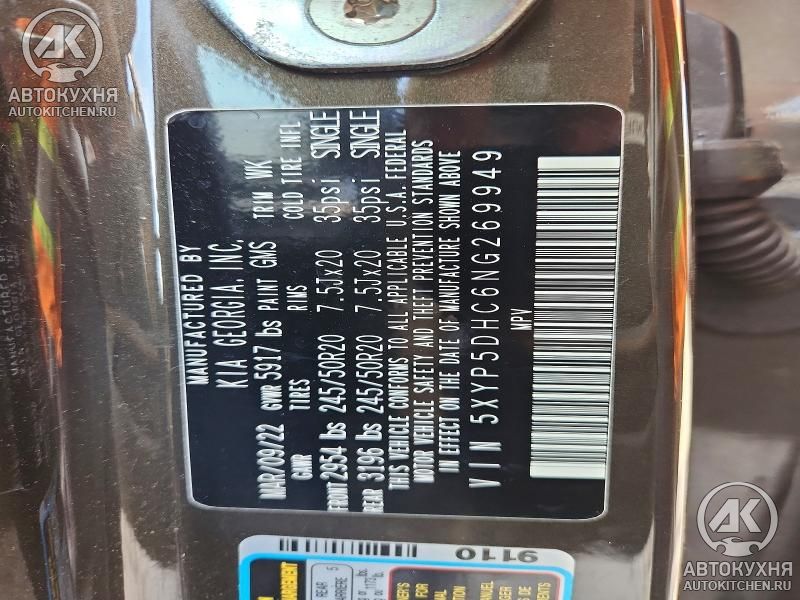 АВТОКУХНЯ
AUTOKITCHEN.RU
MANUFACTURED BY
KIA GEORGIA, INC.
MAR/09/22 GVWR 5917 lbs PAINT GMS TRIM WK
GAWR TIRES RIMS COLD TIRE INFL
FRONT 2954 lbs 245/50R20 7.5Jx20 35psi SINGLE
REAR 3196 lbs 245/50R20 7.5Jx20 35psi SINGLE
THIS VEHICLE CONFORMS TO ALL APPLICABLE U.S.A. FEDERAL
MOTOR VEHICLE SAFETY AND THEFT PREVENTION STANDARDS
IN EFFECT ON THE DATE OF MANUFACTURE SHOWN ABOVE
VIN 5XYP5DHC6NG269949
MPV
9110
REAR 5
FOR
АВТОКУХНЯ
AUTOKITCHEN.RU